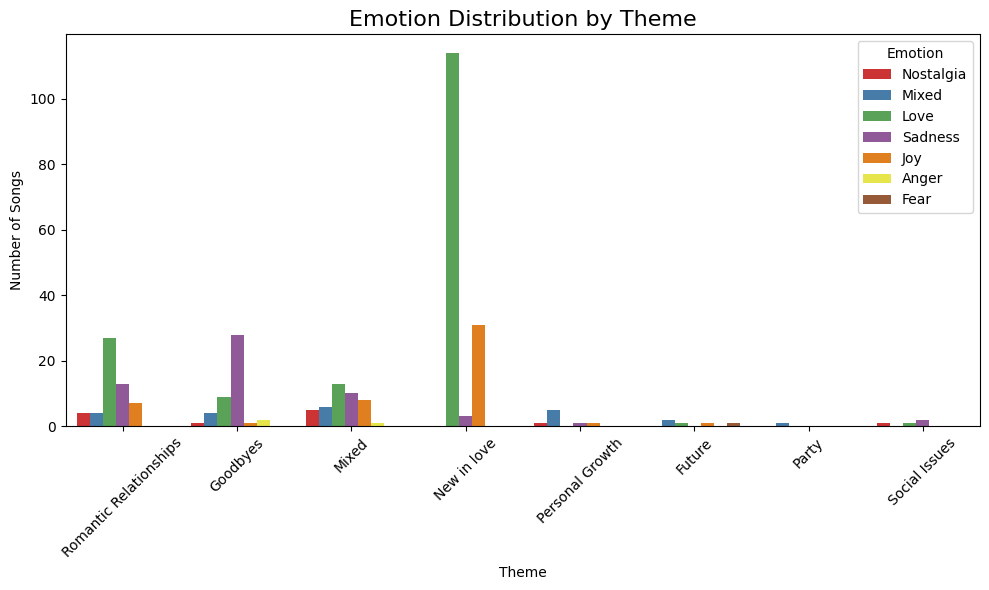 Emotion Distribution by Theme
Number of Songs
100
80
60
40
20
0
Emotion
Nostalgia
Mixed
Love
Sadness
Joy
Anger
Fear
Romantic Relationships
Goodbyes
Mixed
New in love
Personal Growth
Future
Party
Social Issues
Theme